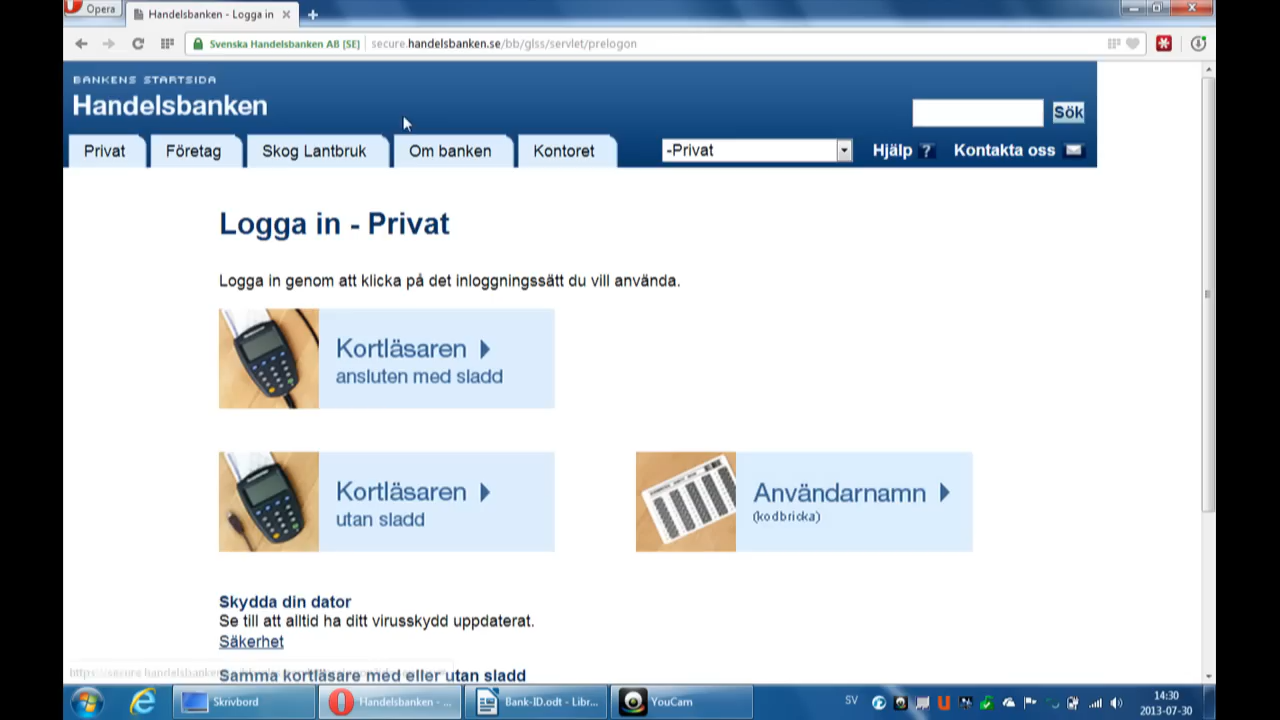 Opera
Handelsbanken - Logga in
Svenska Handelsbanken AB [SE]
secure.handelsbanken.se/bb/glss/servlet/prelogon
BANKENS STARTSIDA
Handelsbanken
Sök
Privat
Företag
Skog Lantbruk
Om banken
Kontoret
-Privat
Hjälp ?
Kontakta oss
Logga in - Privat
Logga in genom att klicka på det inloggningssätt du vill använda.
Kortläsaren
ansluten med sladd
Kortläsaren
utan sladd
Användarnamn
(kodbricka)
Skydda din dator
Se till att alltid ha ditt virusskydd uppdaterat.
Säkerhet
Samma kortläsare med eller utan sladd
Skrivbord
Handelsbanken - ...
Bank-ID.odt - Libr...
YouCam
SV
14:30
2013-07-30